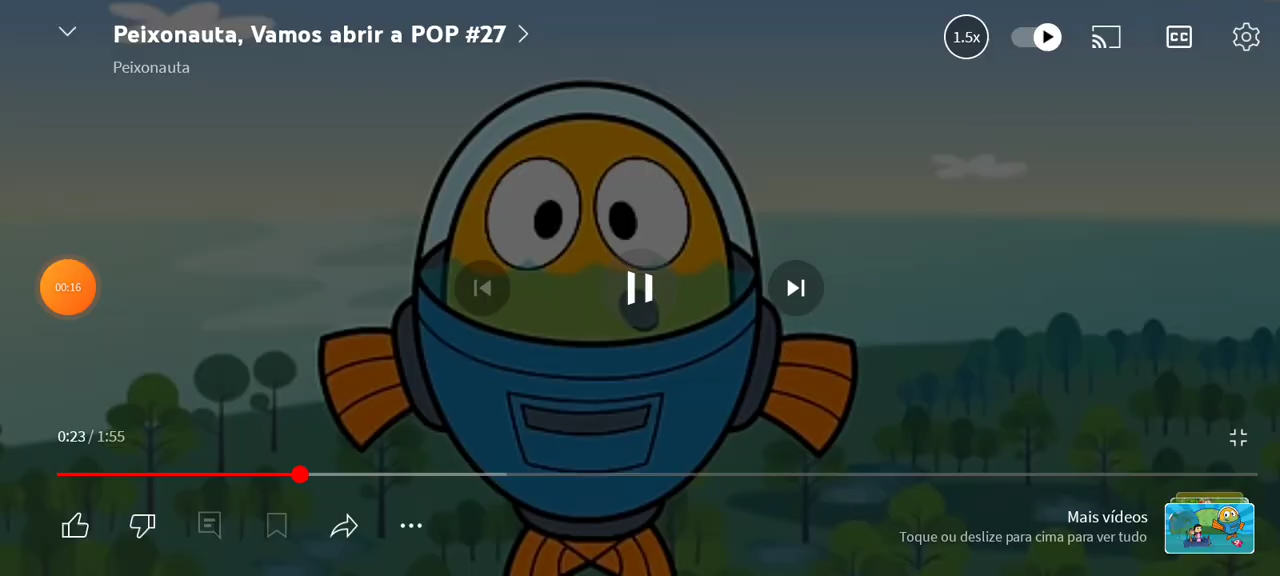 Peixonauta, Vamos abrir a POP #27
Peixonauta
1.5x
CC
00:16
0:23 / 1:55
Mais vídeos
Toque ou deslize para cima para ver tudo